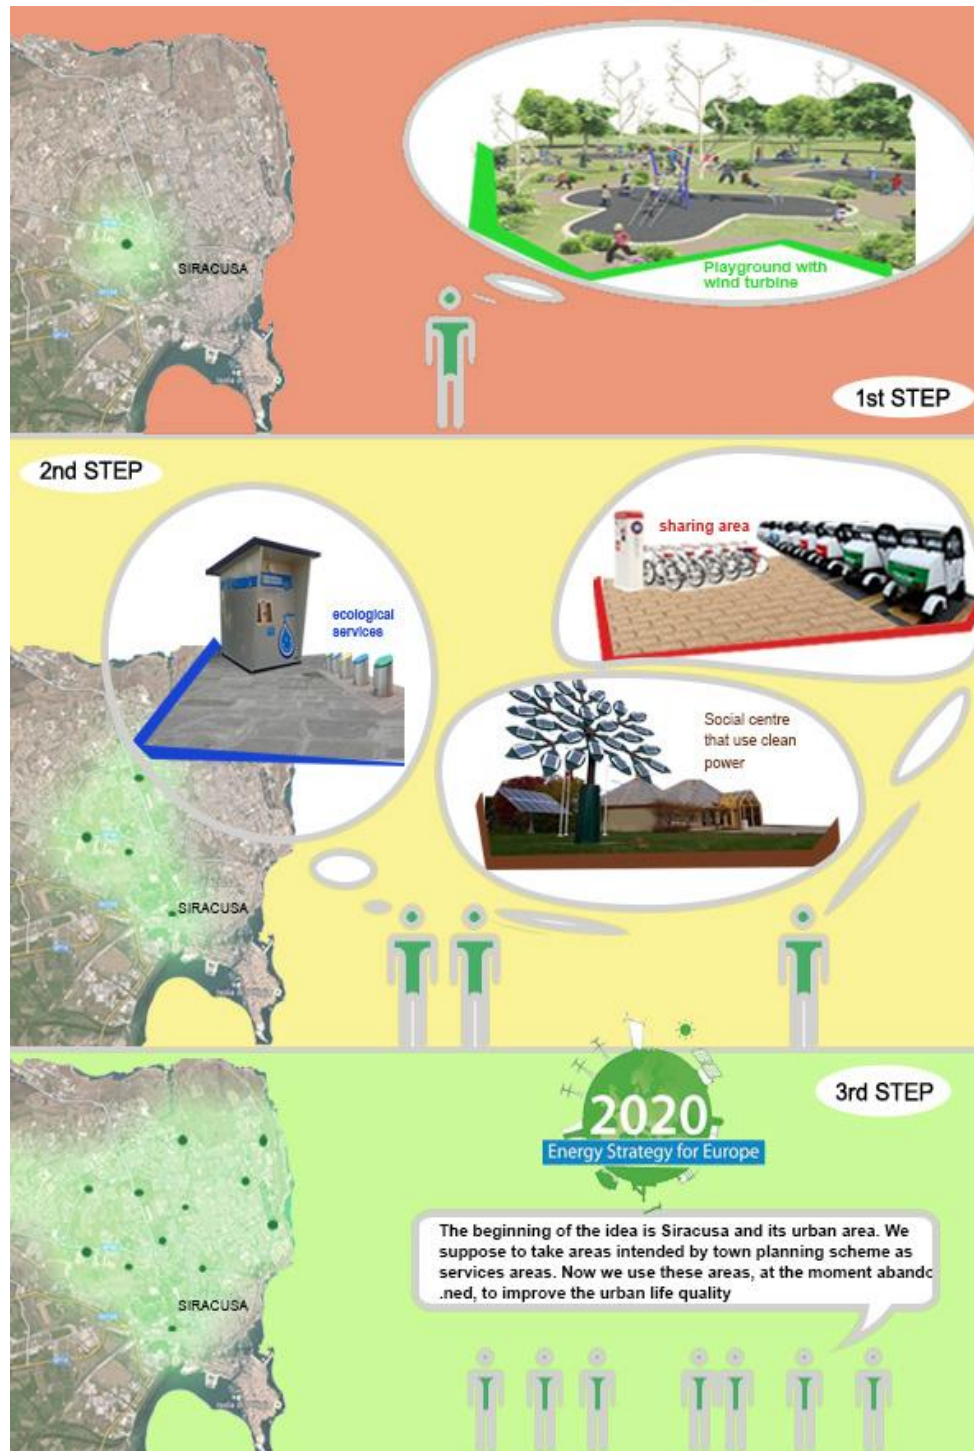 SIRACUSA
Playground with
wind turbine
1st STEP
2nd STEP
sharing area
ecological
services
Social centre
that use clean
power
SIRACUSA
2020
Energy Strategy for Europe
3rd STEP
The beginning of the idea is Siracusa and its urban area. We
suppose to take areas intended by town planning scheme as
services areas. Now we use these areas, at the moment abando
.ned, to improve the urban life quality
SIRACUSA